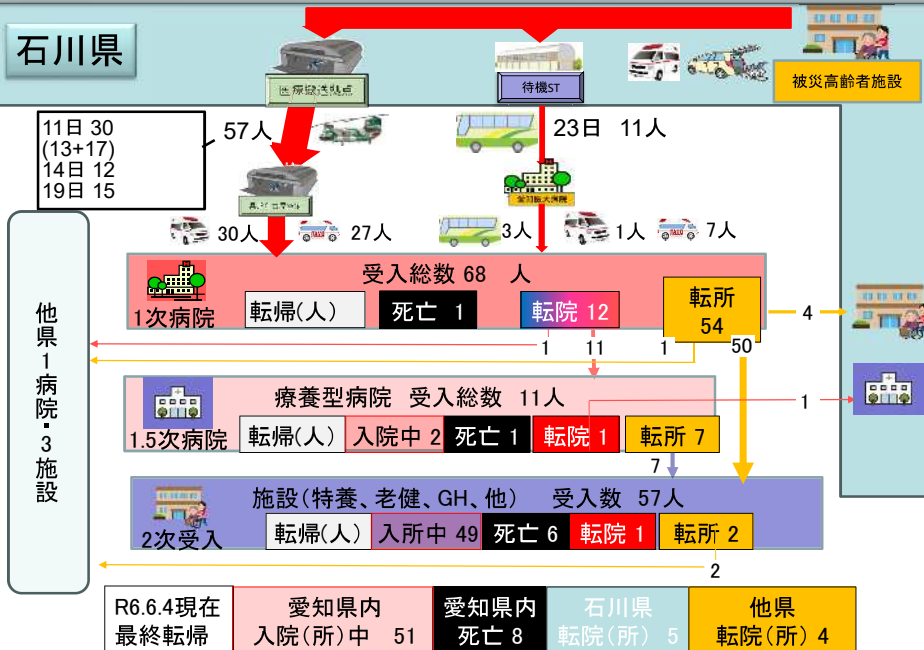 石川県
医療搬送拠点
待機ST
被災高齢者施設
11日 30
(13+17)
14日 12
19日 15
57人
23日 11人
30人
27人
3人
1人
7人
受入総数 68 人
1次病院
転帰(人)
死亡 1
転院 12
転所
54
4
1
11
1
50
他県1病院・3施設
療養型病院 受入総数 11人
1.5次病院
転帰(人)
入院中 2
死亡 1
転院 1
転所 7
1
7
施設(特養、老健、GH、他) 受入数 57人
2次受入
転帰(人)
入所中 49
死亡 6
転院 1
転所 2
2
R6.6.4現在
最終転帰
愛知県内
入院(所)中 51
愛知県内
死亡 8
石川県
転院(所) 5
他県
転院(所) 4